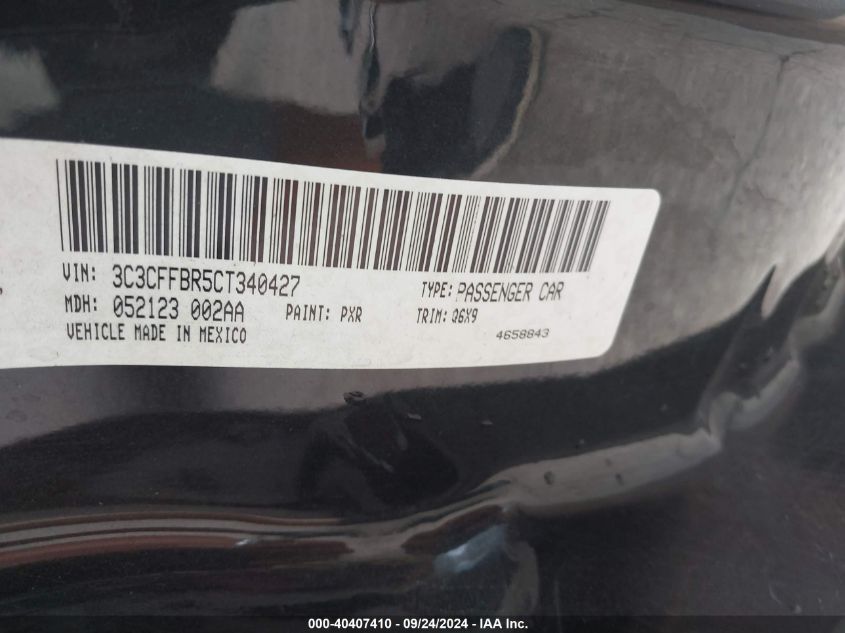 VIN: 3C3CFFBR5CT340427 TYPE: PASSENGER CAR
MDH: 052123 002AA PAINT: PXR TRIM: Q6X9
VEHICLE MADE IN MEXICO 4658843
000-40407410 - 09/24/2024 - IAA Inc.